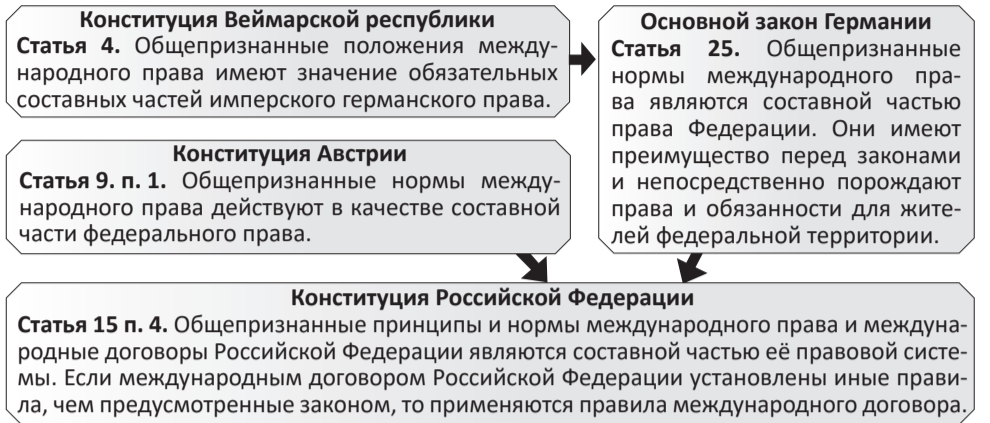 Конституция Веймарской республики
Статья 4. Общепризнанные положения между-
народного права имеют значение обязательных
составных частей имперского германского права.
Конституция Австрии
Статья 9. п. 1. Общепризнанные нормы между-
народного права действуют в качестве составной
части федерального права.
Основной закон Германии
Статья 25. Общепризнанные
нормы международного пра-
ва являются составной частью
права Федерации. Они имеют
преимущество перед законами
и непосредственно порождают
права и обязанности для жите-
лей федеральной территории.
Конституция Российской Федерации
Статья 15 п. 4. Общепризнанные принципы и нормы международного права и междуна-
родные договоры Российской Федерации являются составной частью её правовой систе-
мы. Если международным договором Российской Федерации установлены иные прави-
ла, чем предусмотренные законом, то применяются правила международного договора.